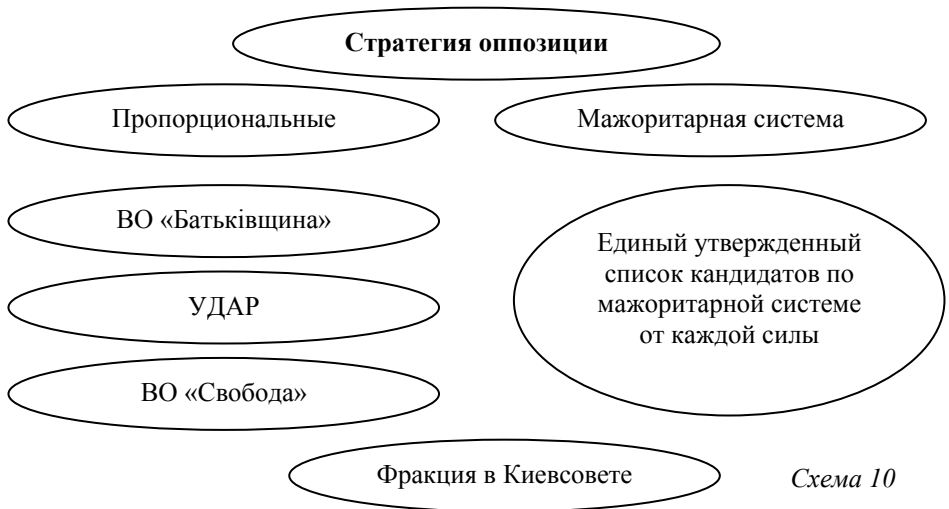 Стратегия оппозиции
Пропорциональные
Мажоритарная система
ВО «Батьківщина»
УДАР
ВО «Свобода»
Единый утвержденный
список кандидатов по
мажоритарной системе
от каждой силы
Фракция в Киевсовете
Схема 10